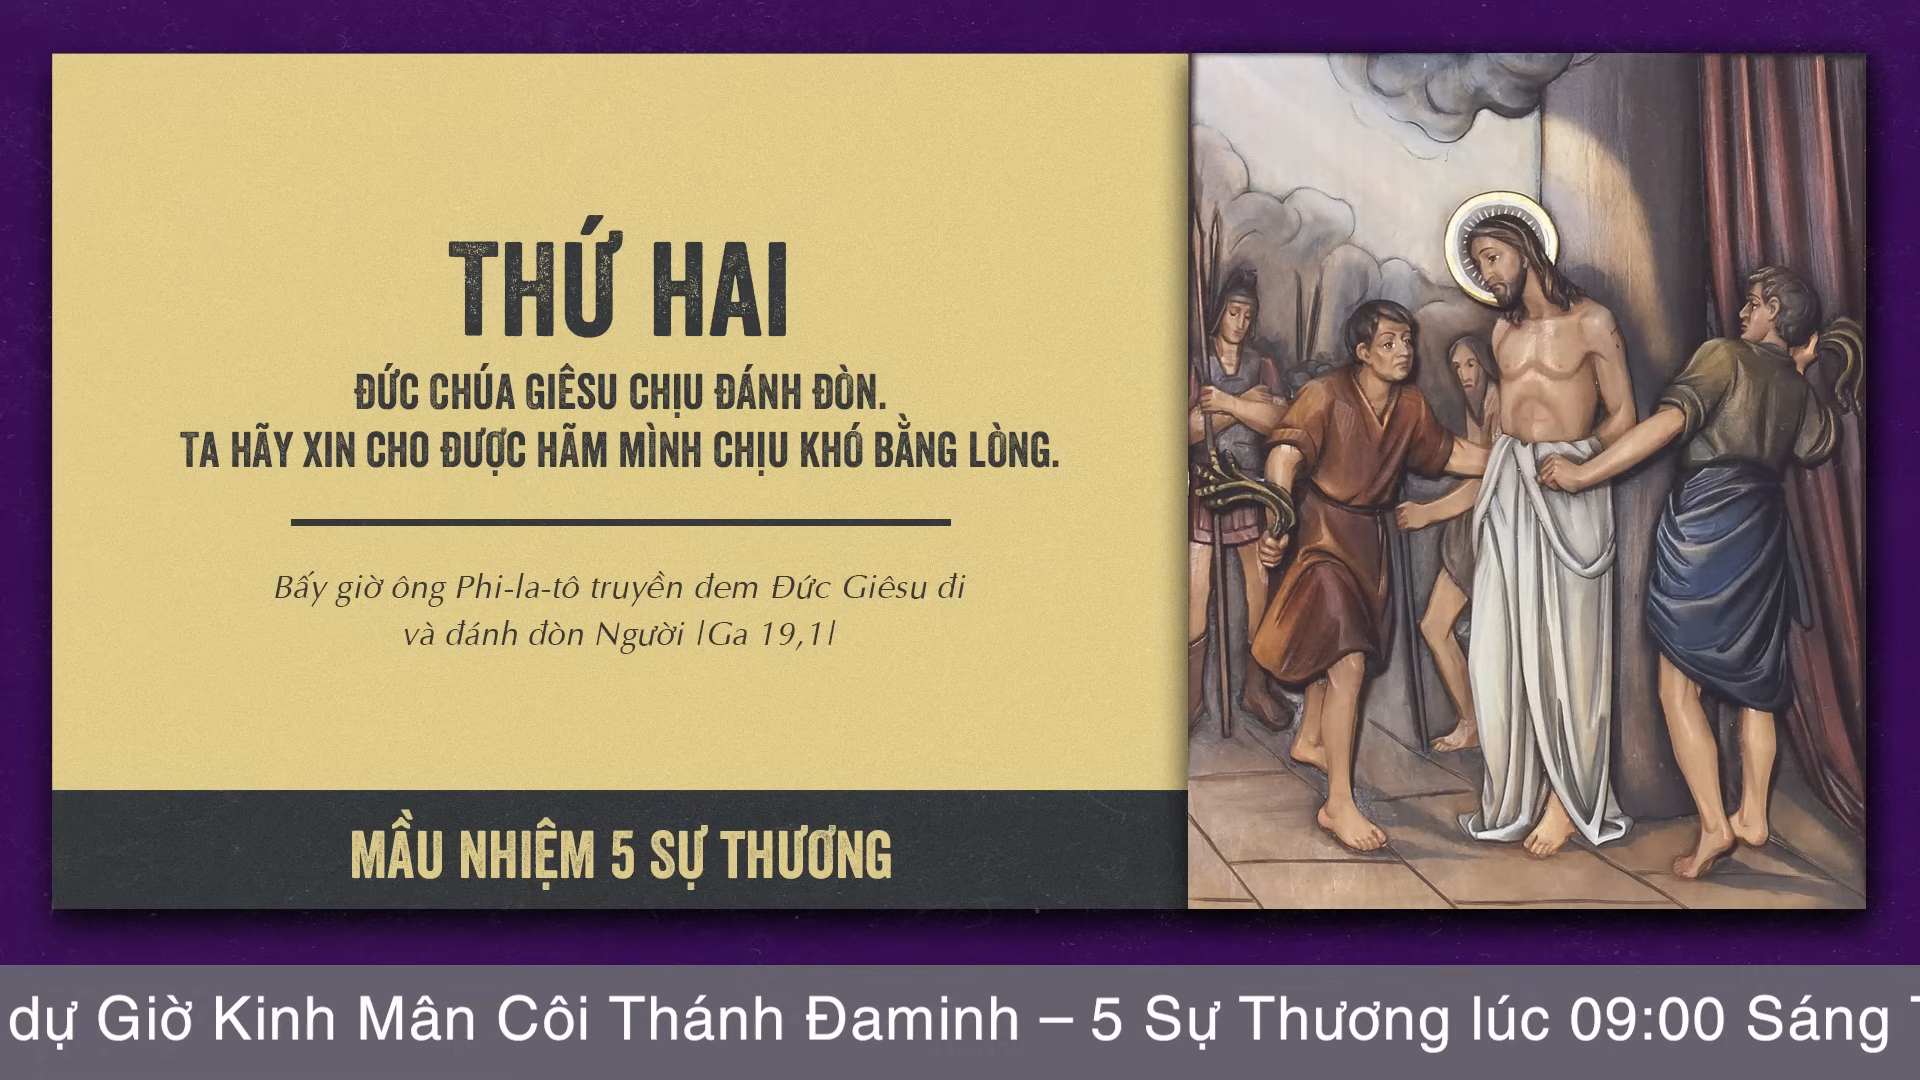 THỨ HAI
ĐỨC CHÚA GIÊSU CHỊU ĐÁNH ĐÒN.
TA HÃY XIN CHO ĐƯỢC HÃM MÌNH CHỊU KHÓ BẰNG LÒNG.
Bấy giờ ông Phi-la-tô truyền đem Đức Giêsu đi
và đánh đòn Người |Ga 19,1|
MẦU NHIỆM 5 SỰ THƯƠNG
dự Giờ Kinh Mân Côi Thánh Đaminh – 5 Sự Thương lúc 09:00 Sáng